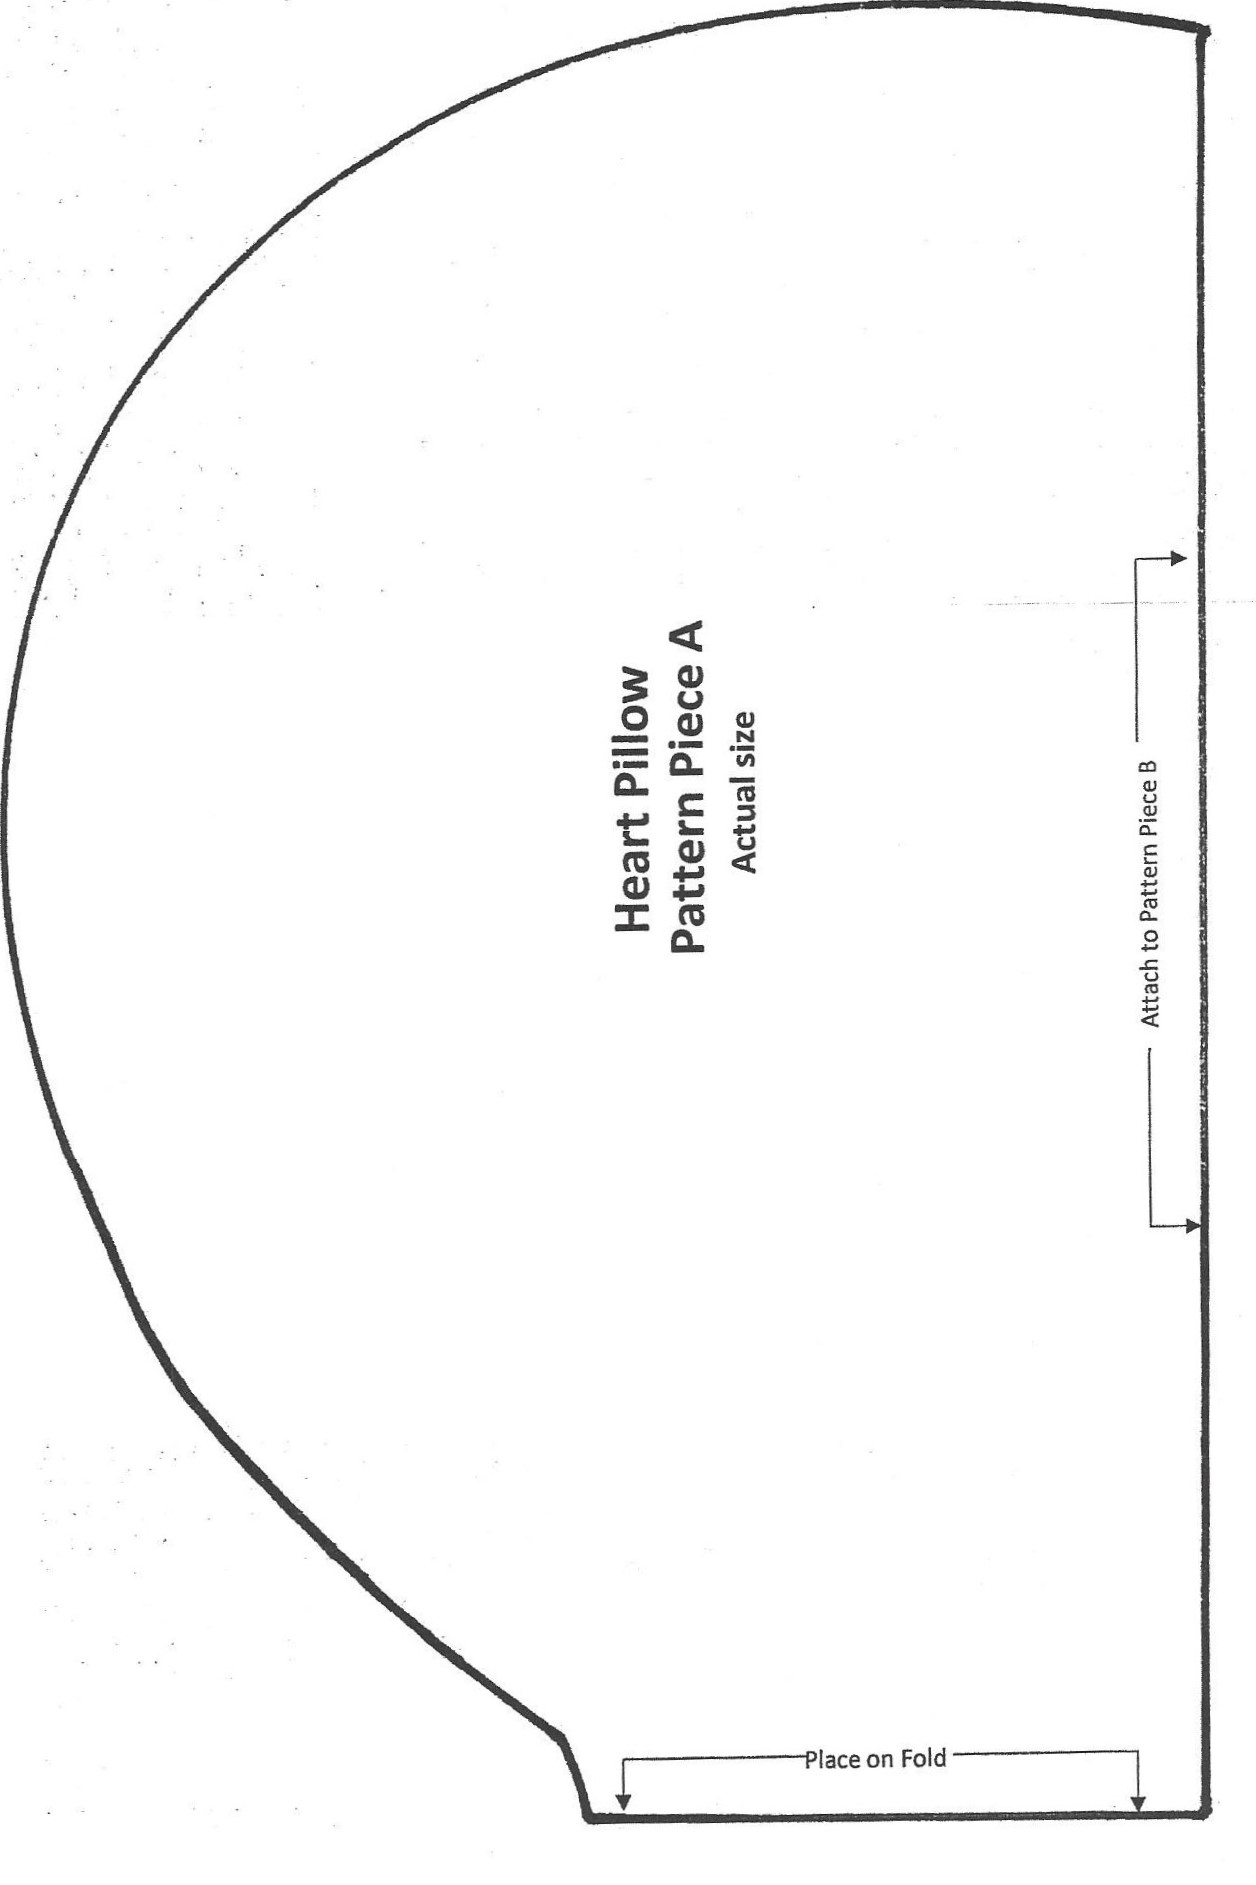 Heart Pillow
Pattern Piece A
Actual size
Attach to Pattern Piece B
Place on Fold